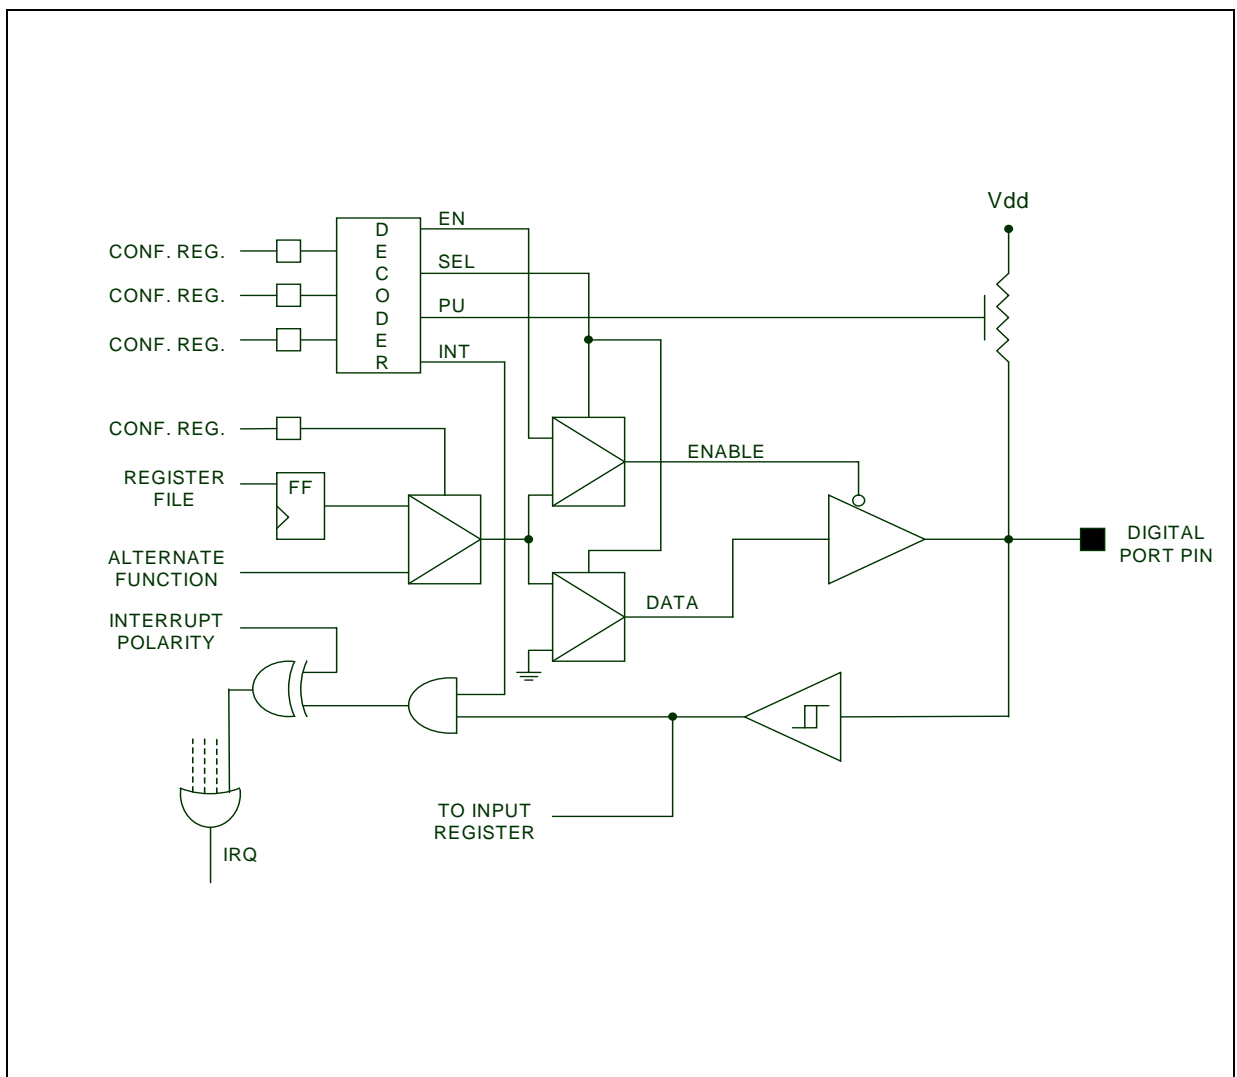 Vdd
EN
SEL
PU
INT
CONF. REG.
CONF. REG.
CONF. REG.
D
E
C
O
D
E
R
CONF. REG.
REGISTER
FILE
FF
ALTERNATE
FUNCTION
INTERRUPT
POLARITY
ENABLE
DATA
DIGITAL
PORT PIN
TO INPUT
REGISTER
IRQ